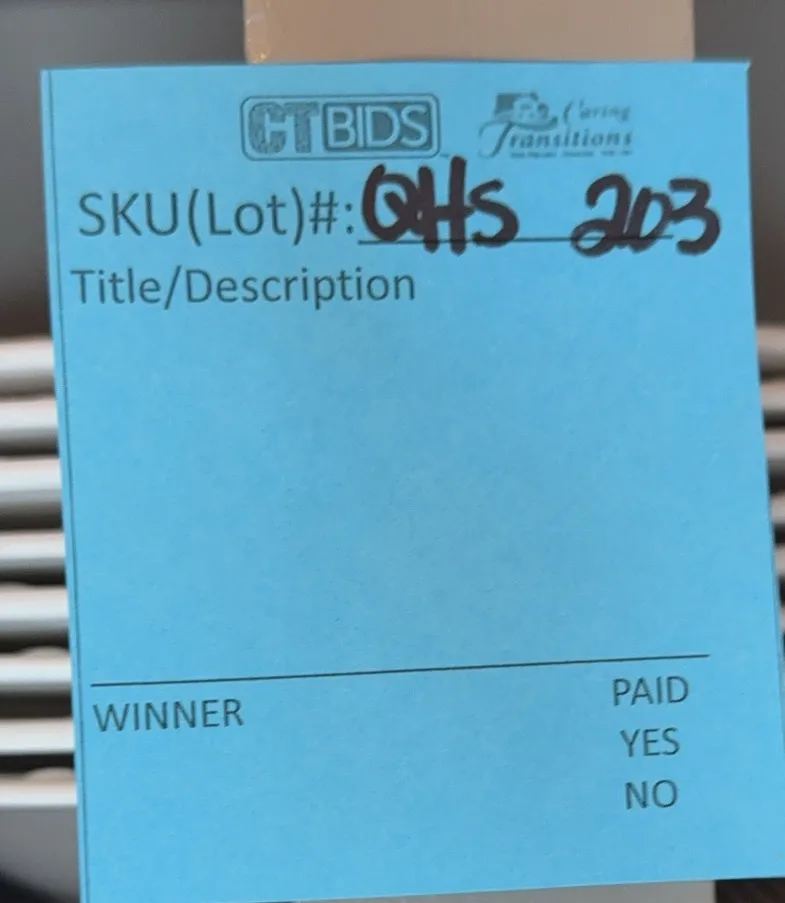 CTBIDS
Caring
Transitions
SKU(Lot)#: QHS 203
Title/Description
WINNER
PAID
YES
NO